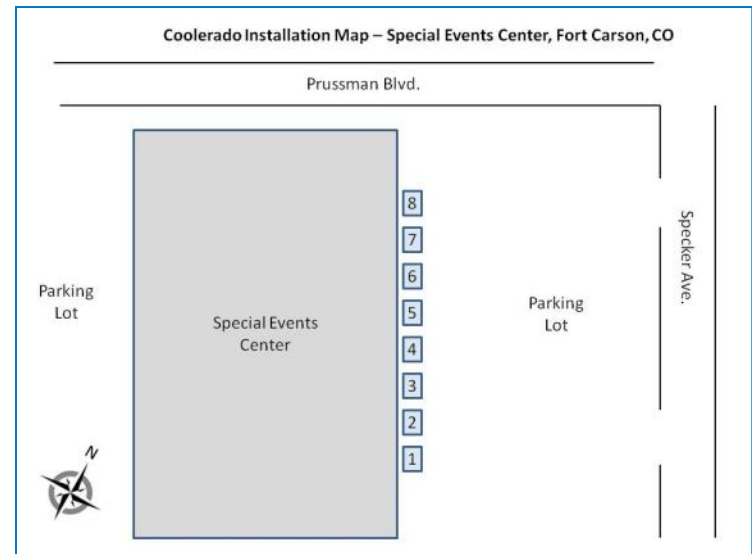 Coolerado Installation Map – Special Events Center, Fort Carson, CO
Prussman Blvd.
Specker Ave.
8
7
6
5
4
3
2
1
Parking
Lot
Special Events
Center
Parking
Lot
N